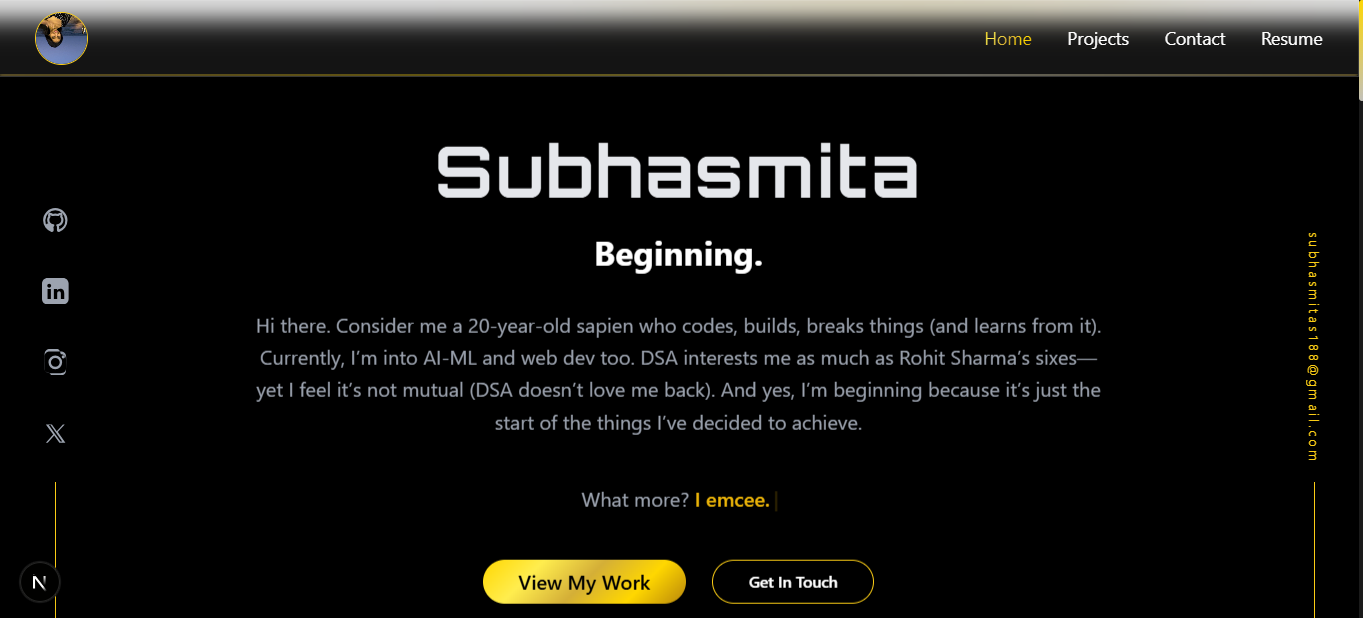 Home Projects Contact Resume
Subhasmita
Beginning.
Hi there. Consider me a 20-year-old sapien who codes, builds, breaks things (and learns from it).
Currently, I’m into AI-ML and web dev too. DSA interests me as much as Rohit Sharma’s sixes—
yet I feel it’s not mutual (DSA doesn’t love me back). And yes, I’m beginning because it’s just the
start of the things I’ve decided to achieve.
What more? I emcee.
View My Work
Get In Touch
subhasmitas188@gmail.com
in
N